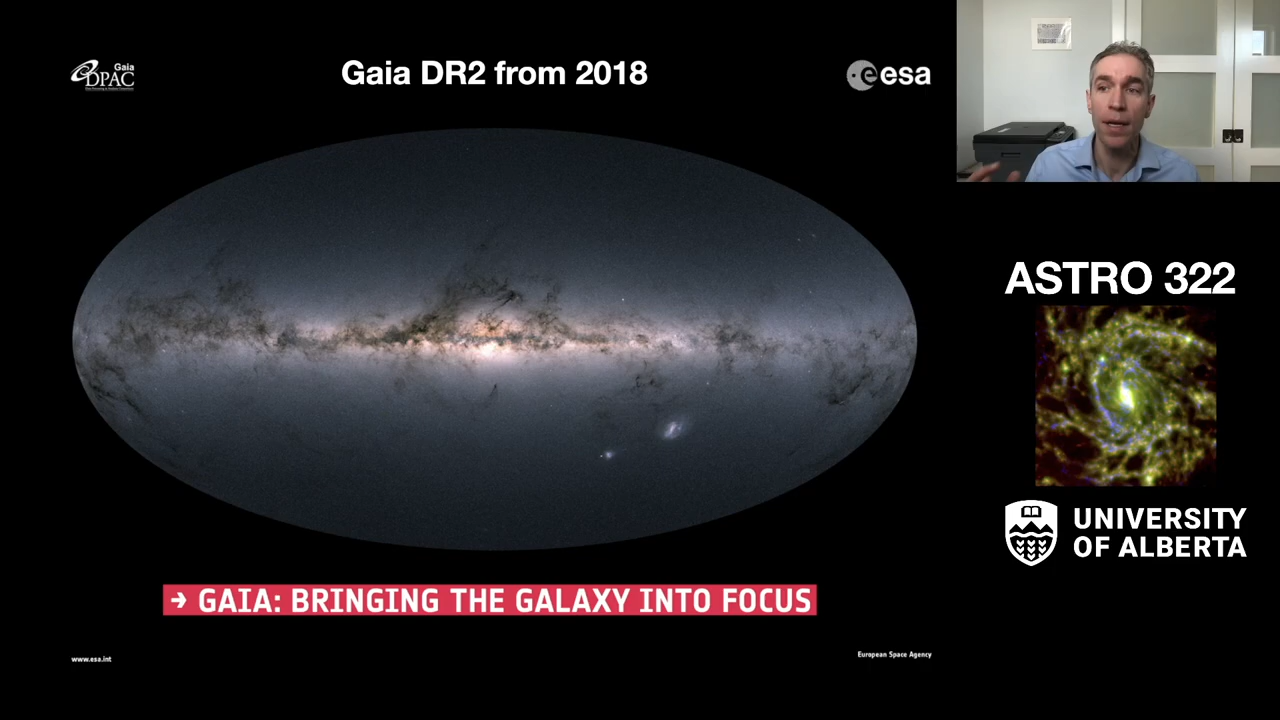 Gaia
DPAC
Gaia DR2 from 2018
esa
ASTRO 322
UNIVERSITY
OF ALBERTA
→ GAIA: BRINGING THE GALAXY INTO FOCUS
www.esa.int
European Space Agency